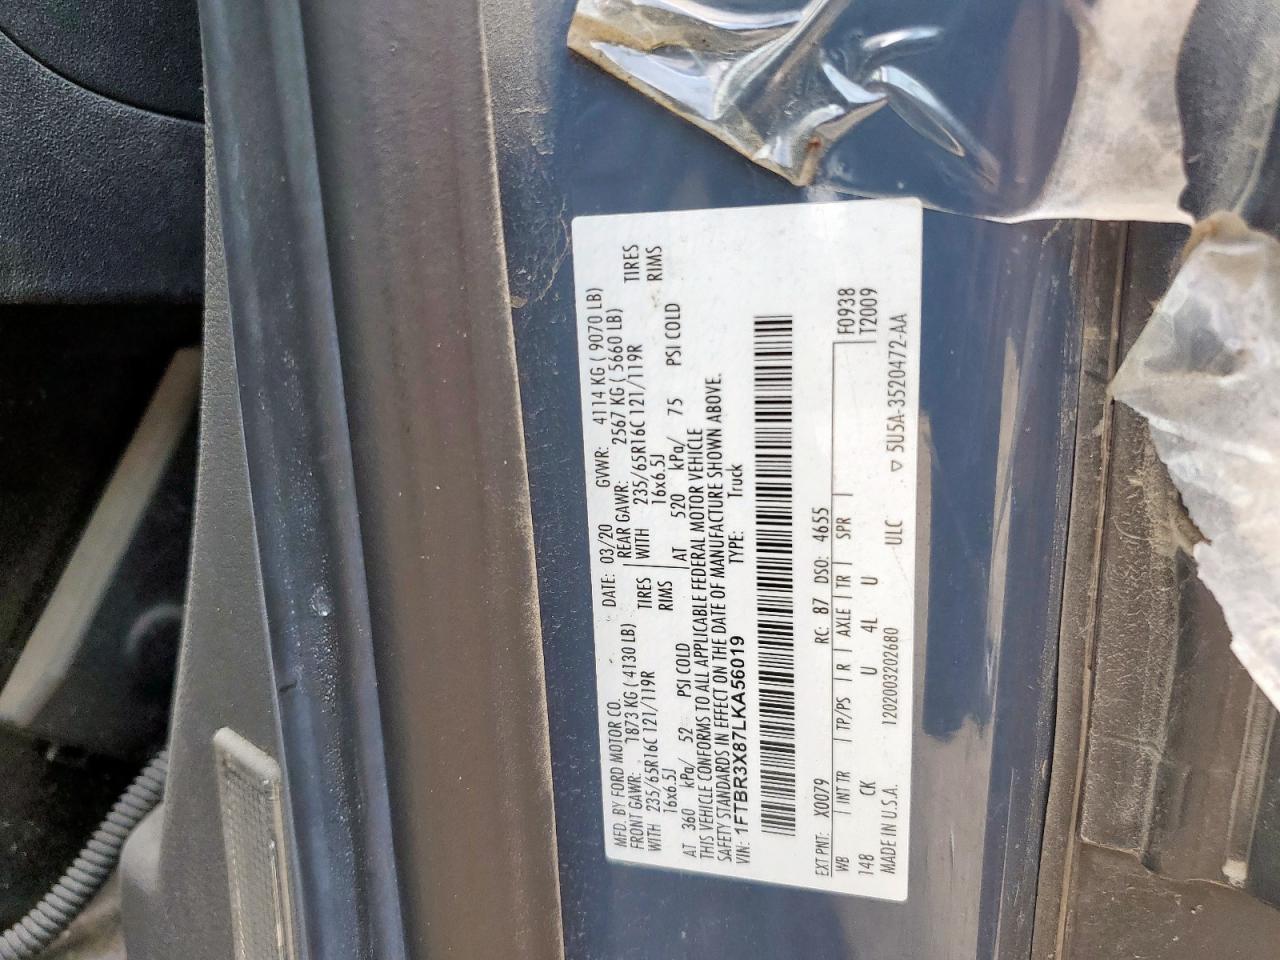 MFD. BY FORD MOTOR CO.
DATE: 03/20 GVWR: 4114 KG ( 9070 LB)
FRONT GAWR: 1873 KG ( 4130 LB) REAR GAWR: 2567 KG ( 5660 LB)
WITH 235/65R16C 121/119R TIRES WITH 235/65R16C 121/119R TIRES
16x6.5J RIMS 16x6.5J RIMS
AT 360 kPa/ 52 PSI COLD AT 520 kPa/ 75 PSI COLD
THIS VEHICLE CONFORMS TO ALL APPLICABLE FEDERAL MOTOR VEHICLE
SAFETY STANDARDS IN EFFECT ON THE DATE OF MANUFACTURE SHOWN ABOVE.
VIN: 1FTBR3X87LKA56019 TYPE: Truck
EXT PNT: X0079 RC: 87 DSO: 4655
WB INT TR TP/PS R AXLE TR SPR F0938
148 CK U 4L U T2009
MADE IN U.S.A. 12020003202680 ULC ▽ 5U5A-3520472-AA